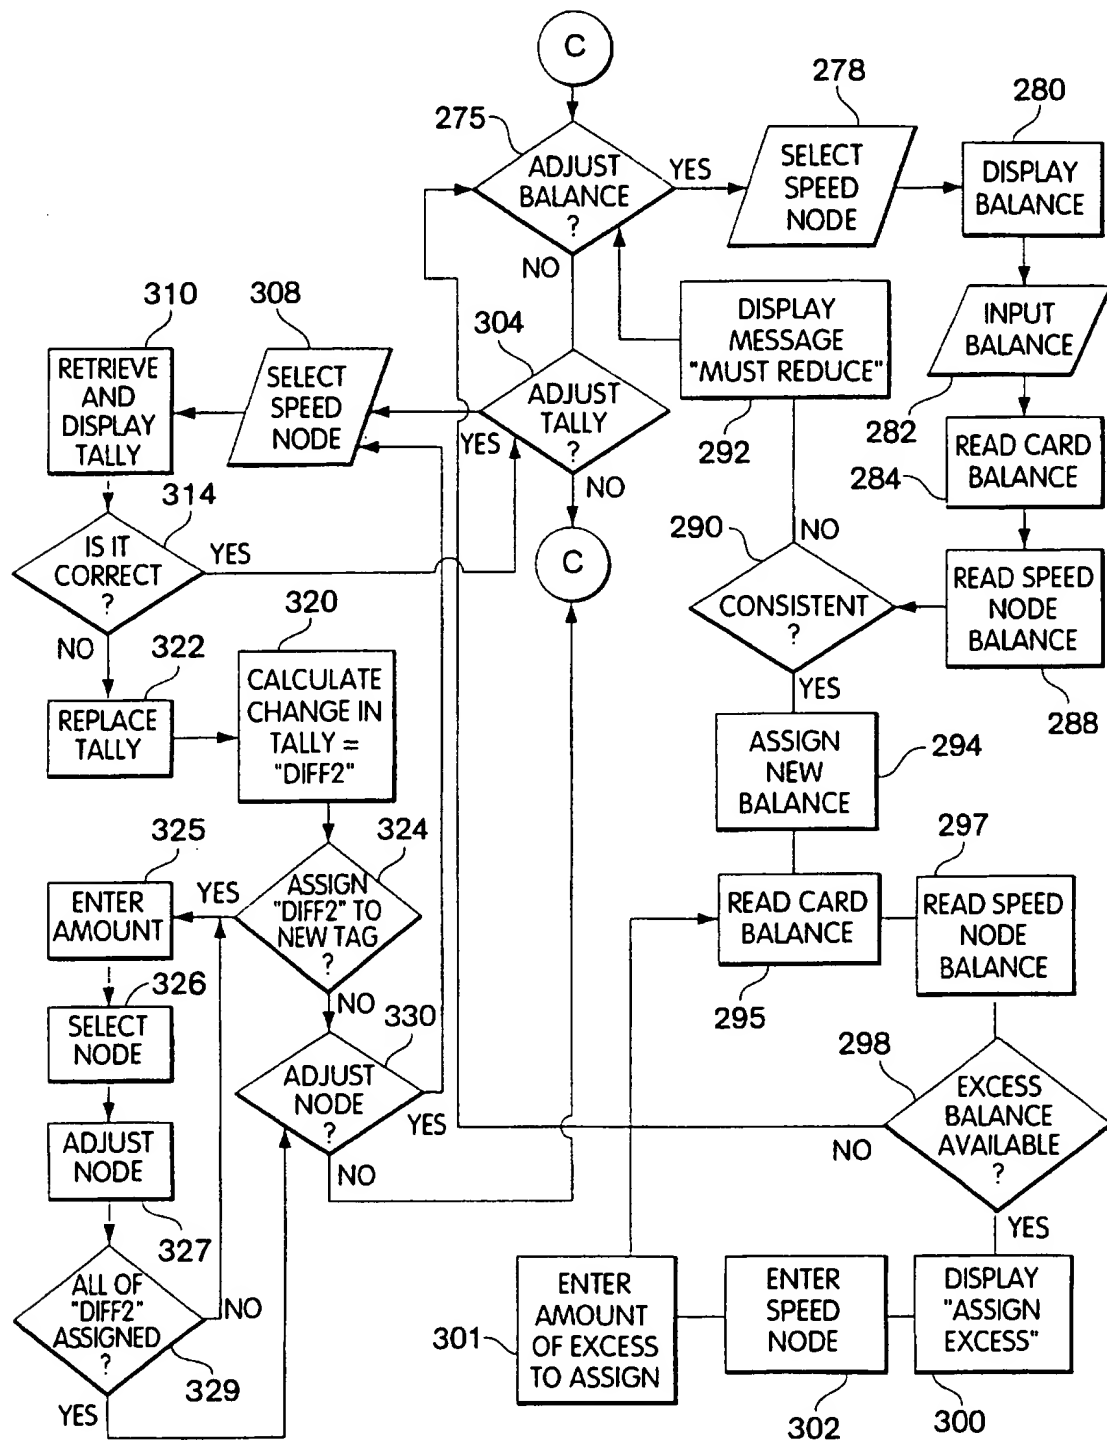 C
275
ADJUST
BALANCE
?
YES
NO
278
SELECT
SPEED
NODE
280
DISPLAY
BALANCE
INPUT
BALANCE
282
READ CARD
BALANCE
284
READ SPEED
NODE
BALANCE
288
290
CONSISTENT
?
NO
YES
DISPLAY
MESSAGE
"MUST REDUCE"
292
ASSIGN
NEW
BALANCE
294
READ CARD
BALANCE
295
297
READ SPEED
NODE
BALANCE
298
EXCESS
BALANCE
AVAILABLE
?
NO
YES
DISPLAY
"ASSIGN
EXCESS"
300
ENTER
SPEED
NODE
302
ENTER
AMOUNT
OF EXCESS
TO ASSIGN
301
304
ADJUST
TALLY
?
YES
NO
C
308
SELECT
SPEED
NODE
310
RETRIEVE
AND
DISPLAY
TALLY
314
IS IT
CORRECT
?
YES
NO
322
REPLACE
TALLY
320
CALCULATE
CHANGE IN
TALLY =
"DIFF2"
324
ASSIGN
"DIFF2" TO
NEW TAG
?
YES
NO
325
ENTER
AMOUNT
326
SELECT
NODE
ADJUST
NODE
327
ALL OF
"DIFF2"
ASSIGNED
?
NO
329
YES
330
ADJUST
NODE
?
YES
NO